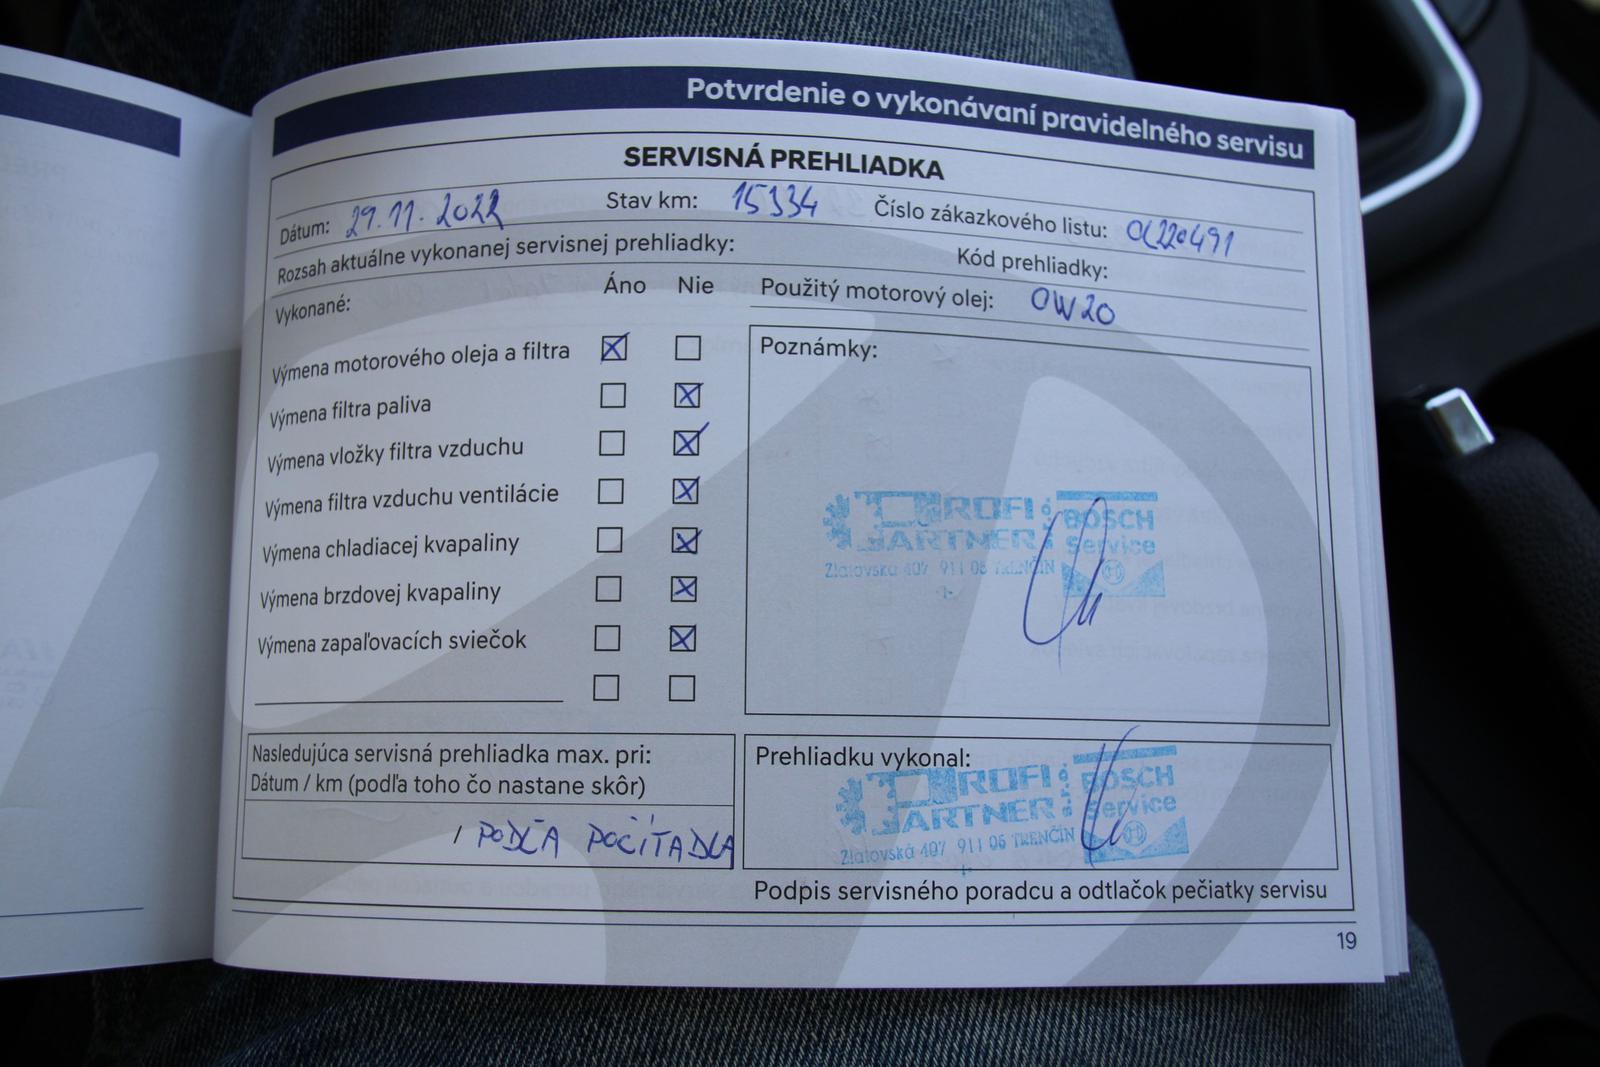 Potvrdenie o vykonávaní pravidelného servisu
SERVISNÁ PREHLIADKA
Dátum: 29.11.2022 Stav km: 15334 Číslo zákazkového listu: OL220491
Rozsah aktuálne vykonanej servisnej prehliadky: Kód prehliadky:
Vykonané: Áno Nie Použitý motorový olej: 0W20
Výmena motorového oleja a filtra
Výmena filtra paliva
Výmena vložky filtra vzduchu
Výmena filtra vzduchu ventilácie
Výmena chladiacej kvapaliny
Výmena brzdovej kvapaliny
Výmena zapaľovacích sviečok
Poznámky:
PROFI BOSCH
PARTNER Service
Zlatovská 407 911 05 TRENČÍN
Nasledujúca servisná prehliadka max. pri:
Dátum / km (podľa toho čo nastane skôr)
/ PODĽA POČÍTADLA
Prehliadku vykonal:
PROFI BOSCH
PARTNER Service
Zlatovská 407 911 05 TRENČÍN
Podpis servisného poradcu a odtlačok pečiatky servisu
19